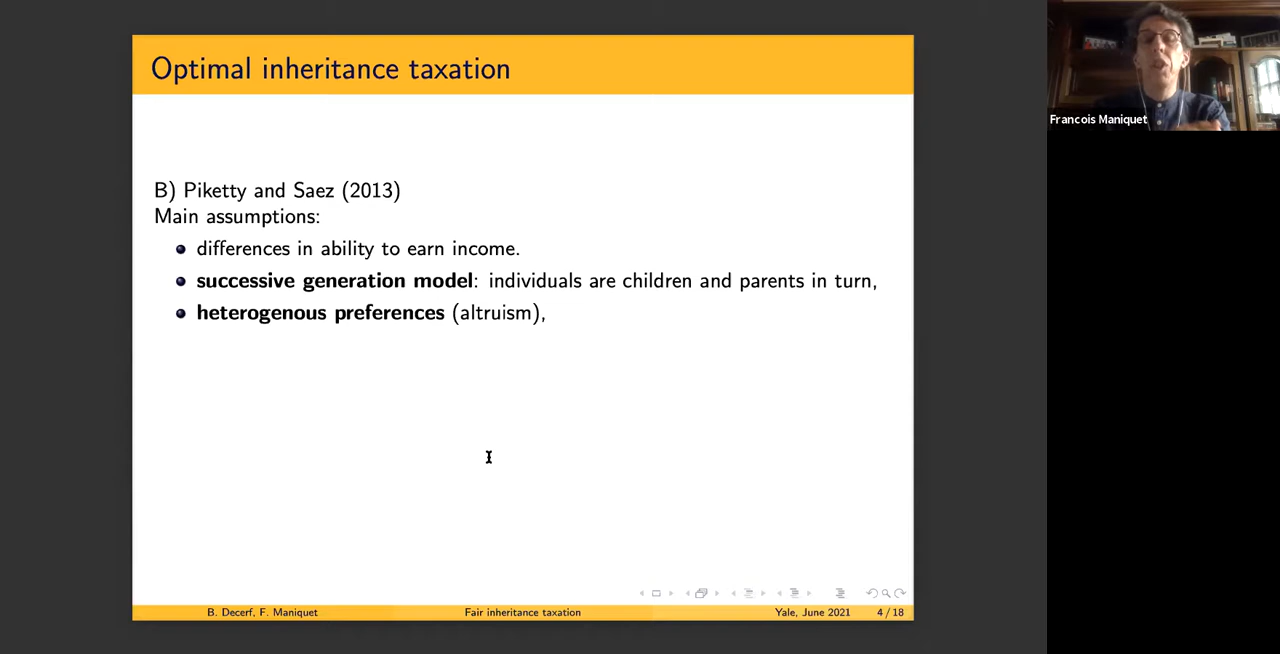 Optimal inheritance taxation
B) Piketty and Saez (2013)
Main assumptions:
differences in ability to earn income.
successive generation model: individuals are children and parents in turn,
heterogenous preferences (altruism),
B. Decerf, F. Maniquet
Fair inheritance taxation
Yale, June 2021
4 / 18
Francois Maniquet